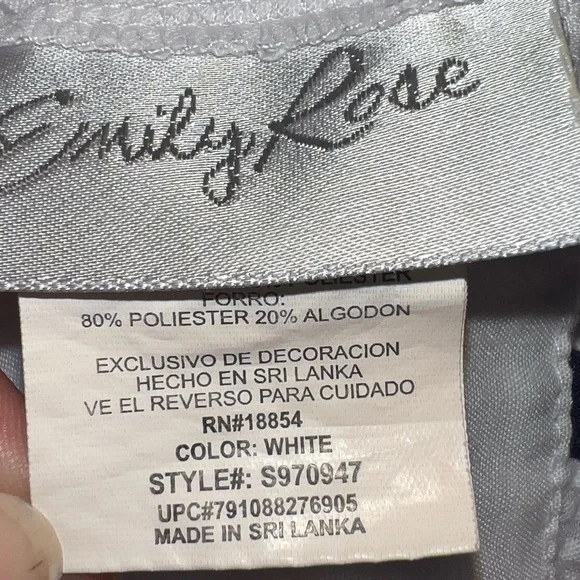 Emily Rose
POLIESTER
FORRO:
80% POLIESTER 20% ALGODON
EXCLUSIVO DE DECORACION
HECHO EN SRI LANKA
VE EL REVERSO PARA CUIDADO
RN#18854
COLOR: WHITE
STYLE#: S970947
UPC#791088276905
MADE IN SRI LANKA